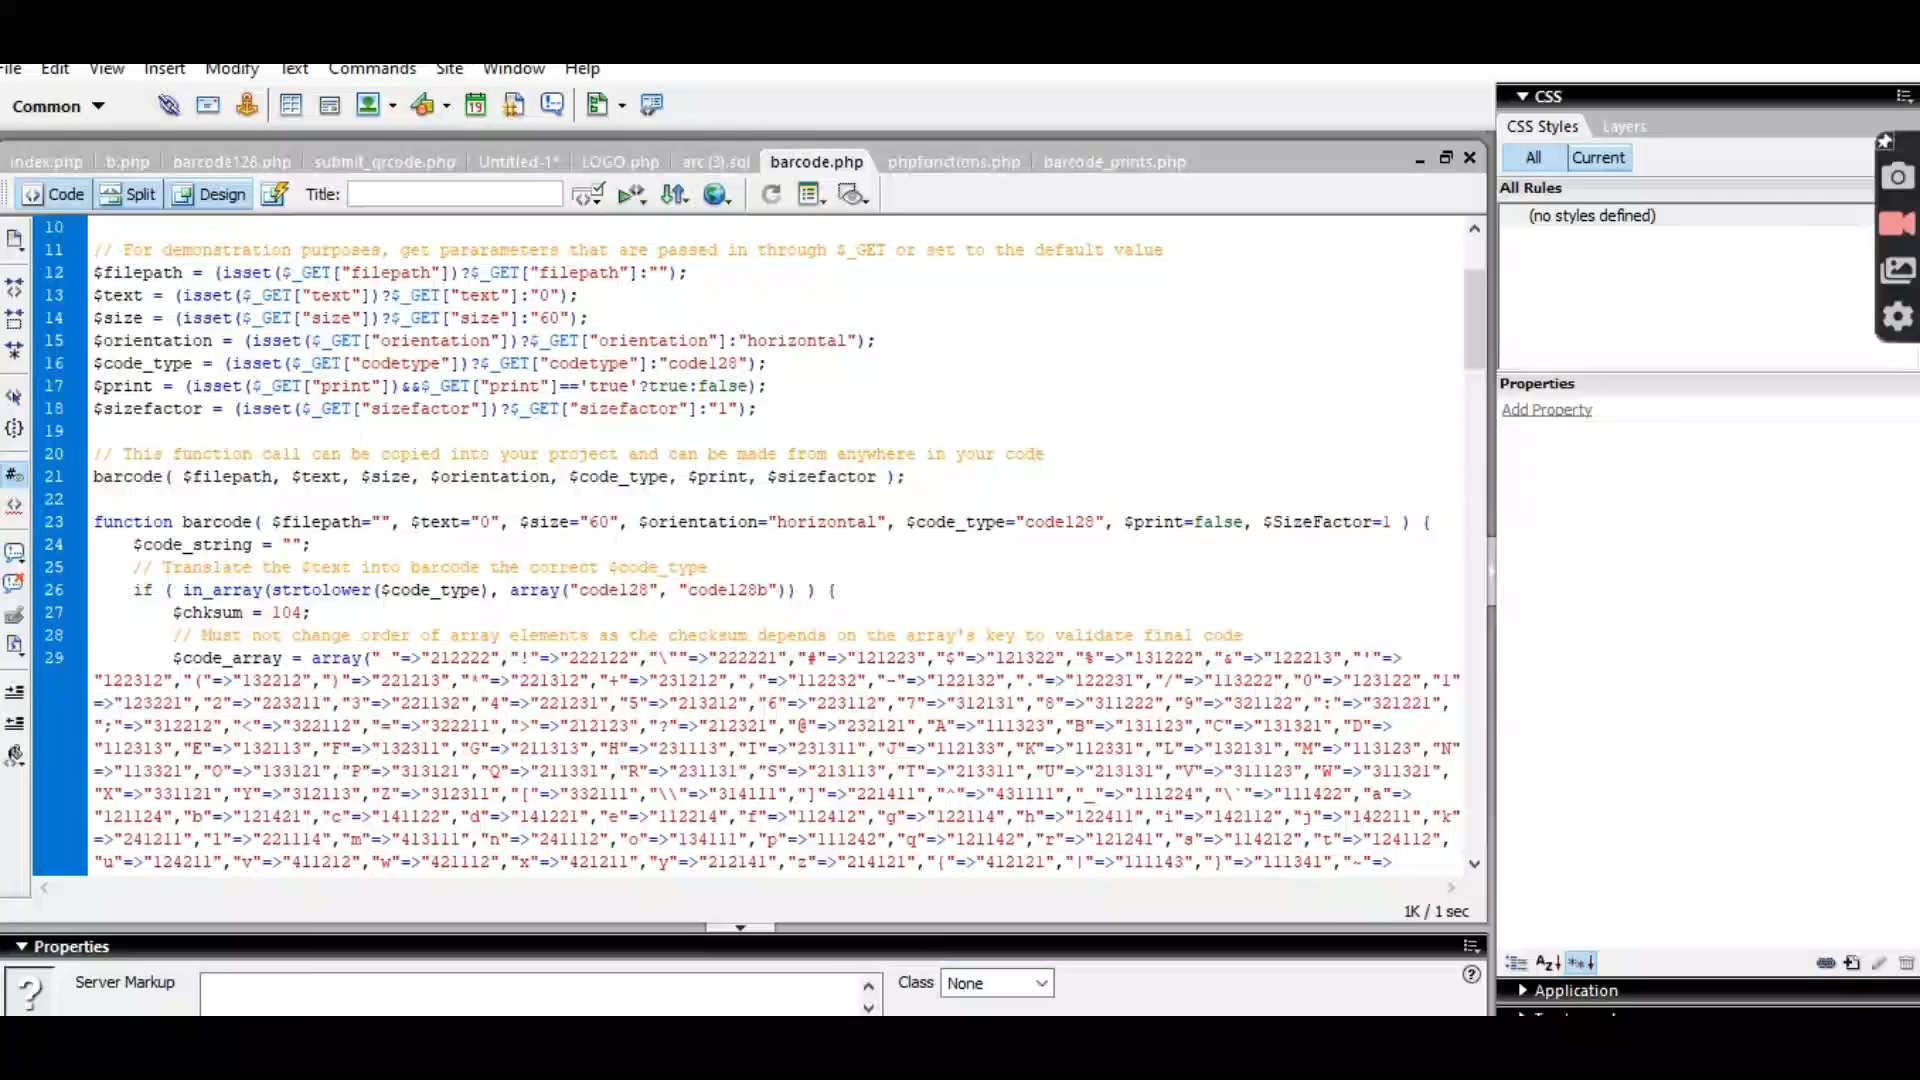 File Edit View Insert Modify Text Commands Site Window Help
Common
index.php b.php barcode128.php submit_qrcode.php Untitled-1* LOGO.php arc (3).sql barcode.php phpfunctions.php barcode_prints.php
Code Split Design Title:
10
11 // For demonstration purposes, get pararameters that are passed in through $_GET or set to the default value
12 $filepath = (isset($_GET["filepath"])?$_GET["filepath"]:"");
13 $text = (isset($_GET["text"])?$_GET["text"]:"0");
14 $size = (isset($_GET["size"])?$_GET["size"]:"60");
15 $orientation = (isset($_GET["orientation"])?$_GET["orientation"]:"horizontal");
16 $code_type = (isset($_GET["codetype"])?$_GET["codetype"]:"code128");
17 $print = (isset($_GET["print"])&&$_GET["print"]=='true'?true:false);
18 $sizefactor = (isset($_GET["sizefactor"])?$_GET["sizefactor"]:"1");
19
20 // This function call can be copied into your project and can be made from anywhere in your code
21 barcode( $filepath, $text, $size, $orientation, $code_type, $print, $sizefactor );
22
23 function barcode( $filepath="", $text="0", $size="60", $orientation="horizontal", $code_type="code128", $print=false, $SizeFactor=1 ) {
24 $code_string = "";
25 // Translate the $text into barcode the correct $code_type
26 if ( in_array(strtolower($code_type), array("code128", "code128b")) ) {
27 $chksum = 104;
28 // Must not change order of array elements as the checksum depends on the array's key to validate final code
29 $code_array = array(" "=>"212222","!"=>"222122","\""=>"222221","#"=>"121223","$"=>"121322","%"=>"131222","&"=>"122213","'"=>
"122312","("=>"132212",")"=>"221213","*"=>"221312","+"=>"231212",","=>"112232","-"=>"122132","."=>"122231","/"=>"113222","0"=>"123122","1"
=>"123221","2"=>"223211","3"=>"221132","4"=>"221231","5"=>"213212","6"=>"223112","7"=>"312131","8"=>"311222","9"=>"321122",":"=>"321221",
";"=>"312212","<"=>"322112","="=>"322211",">"=>"212123","?"=>"212321","@"=>"232121","A"=>"111323","B"=>"131123","C"=>"131321","D"=>
"112313","E"=>"132113","F"=>"132311","G"=>"211313","H"=>"231113","I"=>"231311","J"=>"112133","K"=>"112331","L"=>"132131","M"=>"113123","N"
=>"113321","O"=>"133121","P"=>"313121","Q"=>"211331","R"=>"231131","S"=>"213113","T"=>"213311","U"=>"213131","V"=>"311123","W"=>"311321",
"X"=>"331121","Y"=>"312113","Z"=>"312311","["=>"332111","\\"=>"314111","]"=>"221411","^"=>"431111","_"=>"111224","\`"=>"111422","a"=>
"121124","b"=>"121421","c"=>"141122","d"=>"141221","e"=>"112214","f"=>"112412","g"=>"122114","h"=>"122411","i"=>"142112","j"=>"142211","k"
=>"241211","l"=>"221114","m"=>"413111","n"=>"241112","o"=>"134111","p"=>"111242","q"=>"121142","r"=>"121241","s"=>"114212","t"=>"124112",
"u"=>"124211","v"=>"411212","w"=>"421112","x"=>"421211","y"=>"212141","z"=>"214121","{"=>"412121","|"=>"111143","}"=>"111341","~"=>
1K / 1 sec
Properties
Server Markup
Class None
CSS
CSS Styles Layers
All Current
All Rules
(no styles defined)
Properties
Add Property
Application